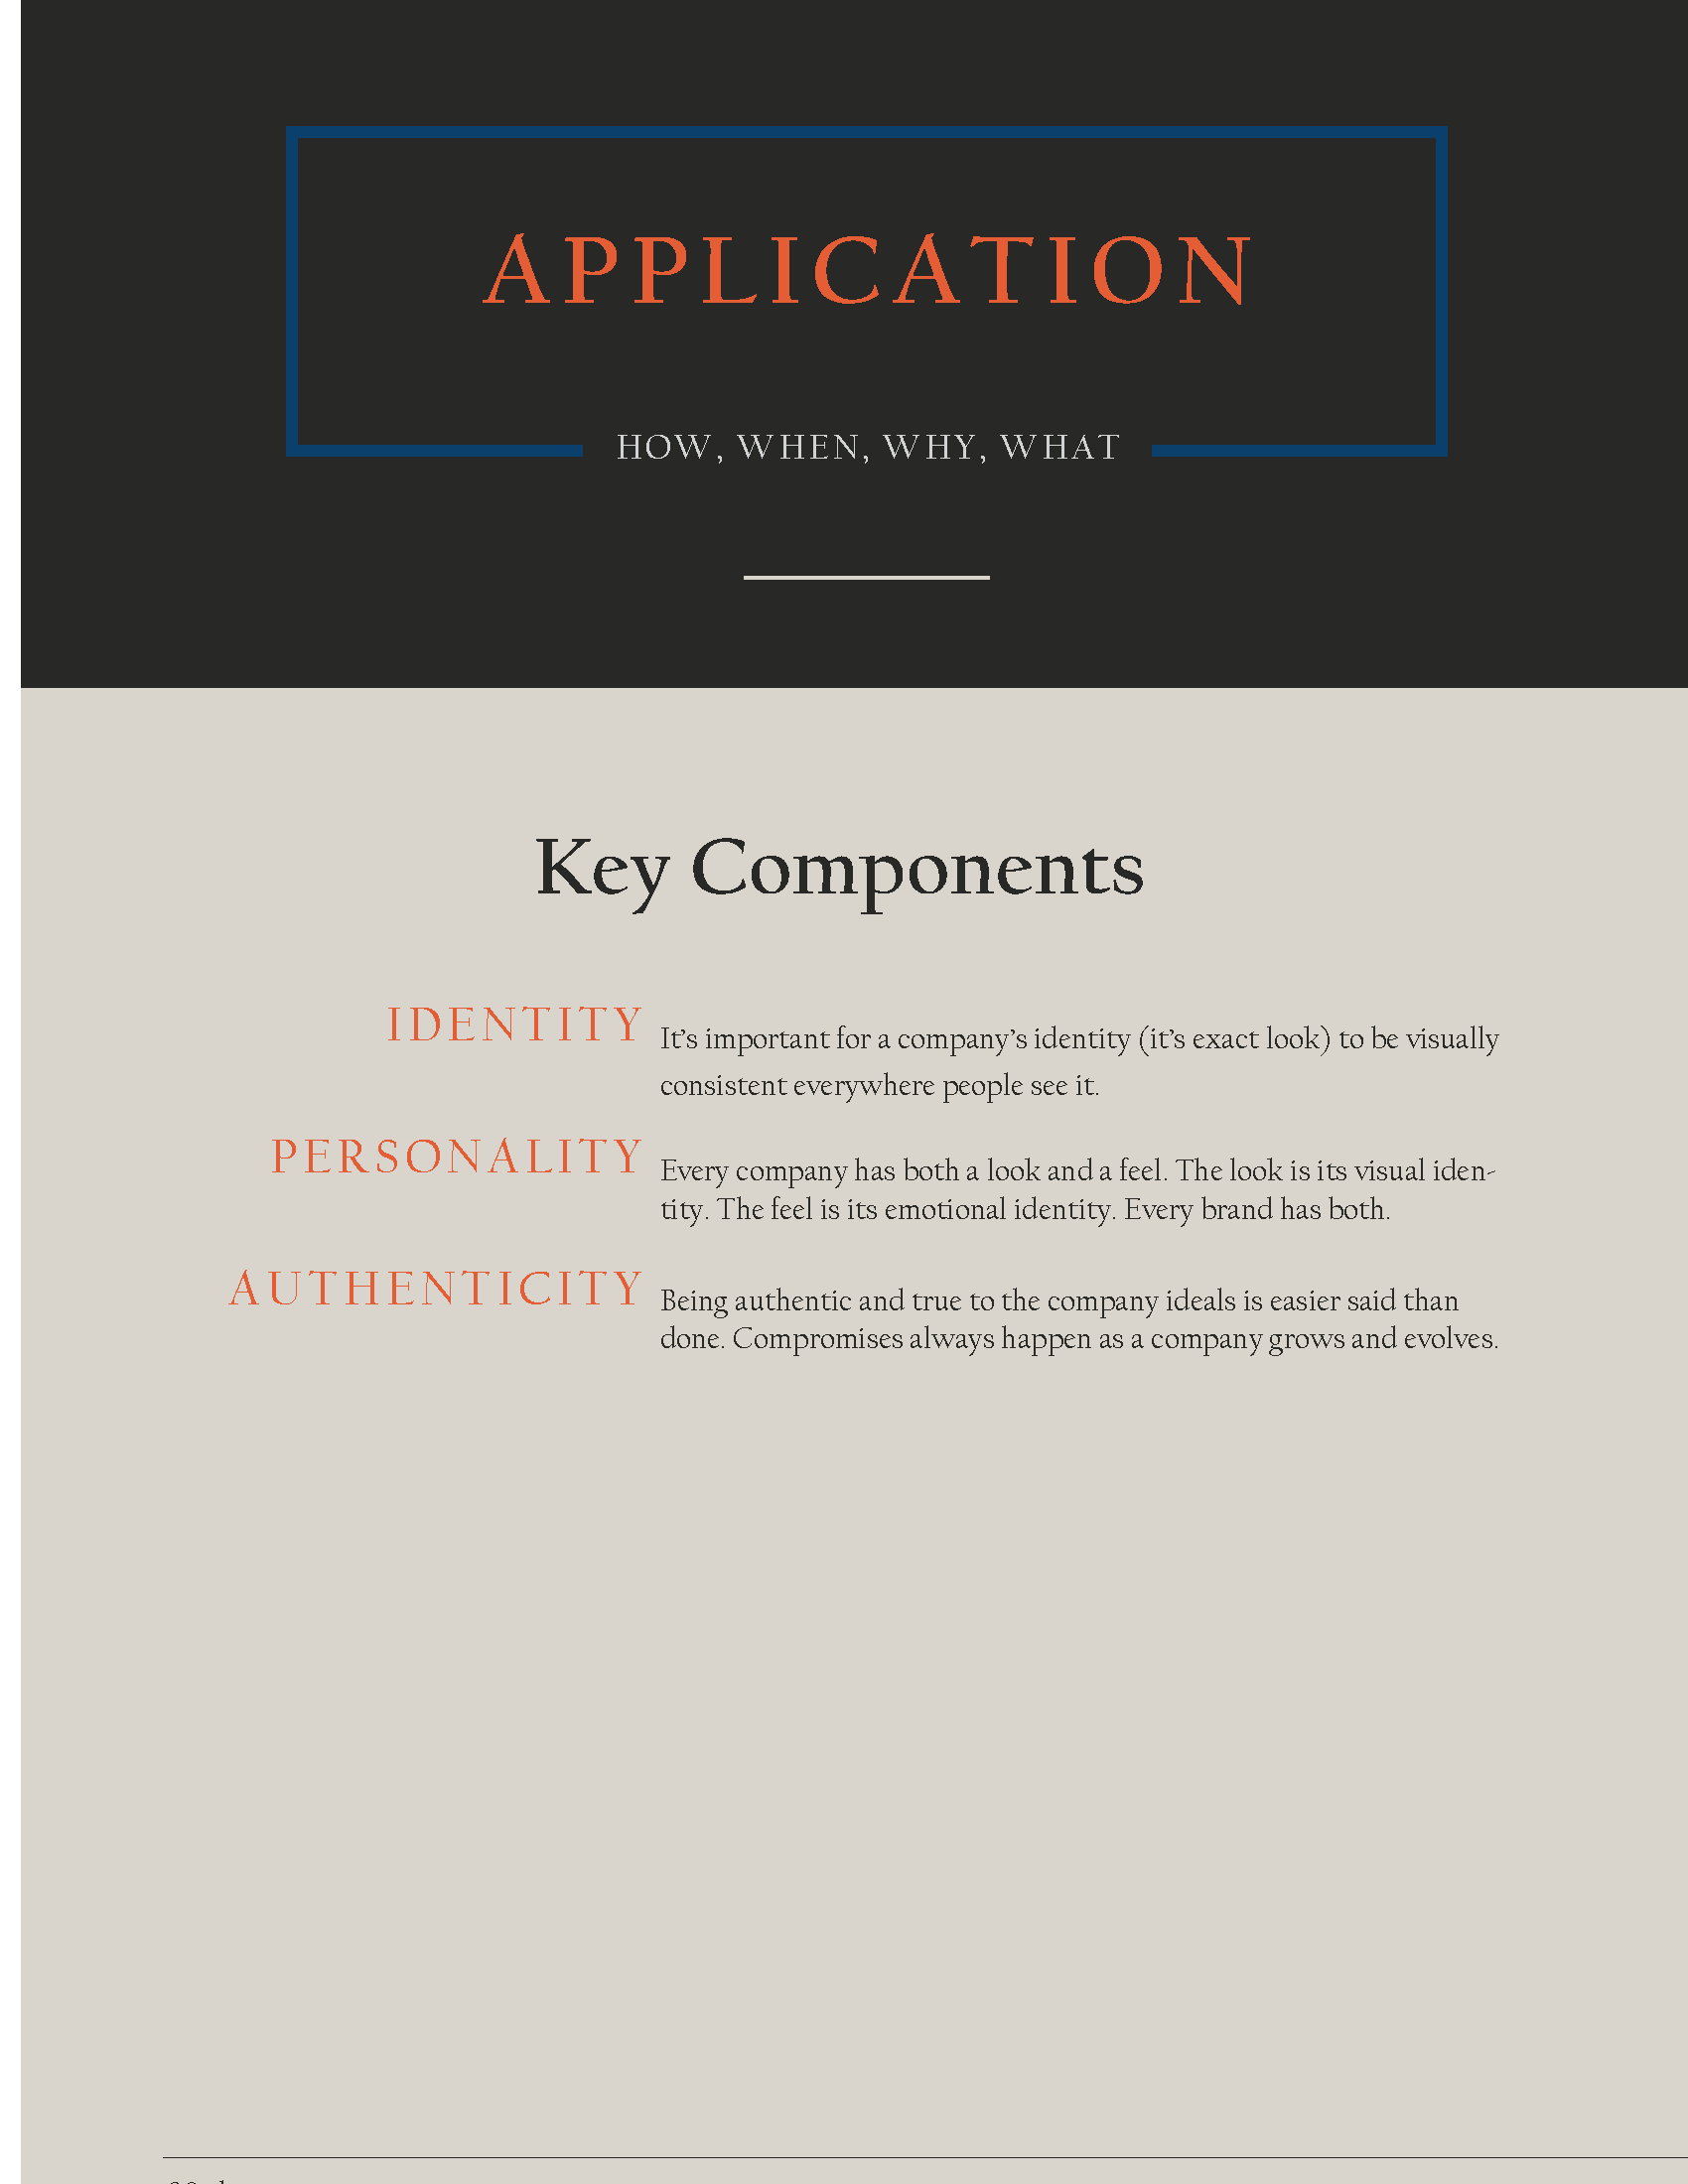 APPLICATION
HOW, WHEN, WHY, WHAT
Key Components
IDENTITY It’s important for a company’s identity (it’s exact look) to be visually
consistent everywhere people see it.
PERSONALITY Every company has both a look and a feel. The look is its visual iden-
tity. The feel is its emotional identity. Every brand has both.
AUTHENTICITY Being authentic and true to the company ideals is easier said than
done. Compromises always happen as a company grows and evolves.